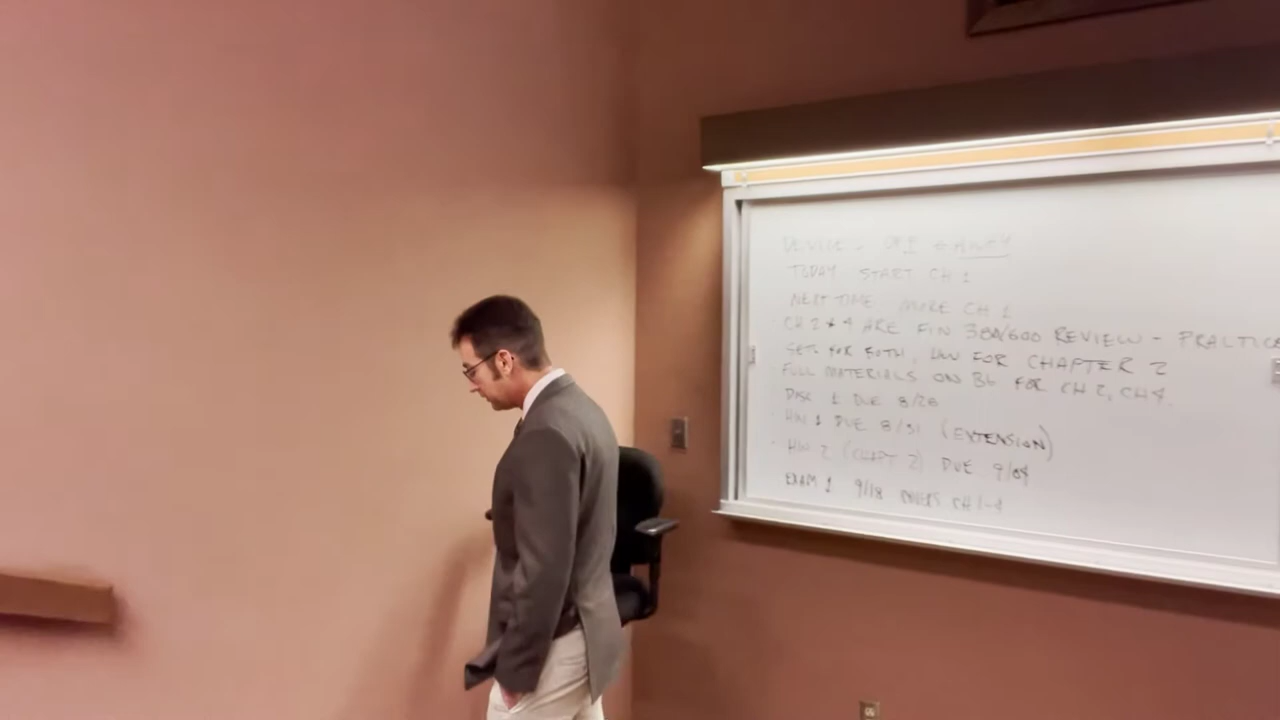 TODAY START CH 1
NEXT TIME MORE CH 1
· CH 2 & 4 ARE FIN 380/600 REVIEW - PRACTICE
SETS FOR BOTH, HW FOR CHAPTER 2
· FULL MATERIALS ON Bb FOR CH 2, CH 4.
DISC 1 DUE 8/28
· HW 1 DUE 8/31 (EXTENSION)
· HW 2 (CHAPT 2) DUE
EXAM 1 9/18 COVERS CH 1-4